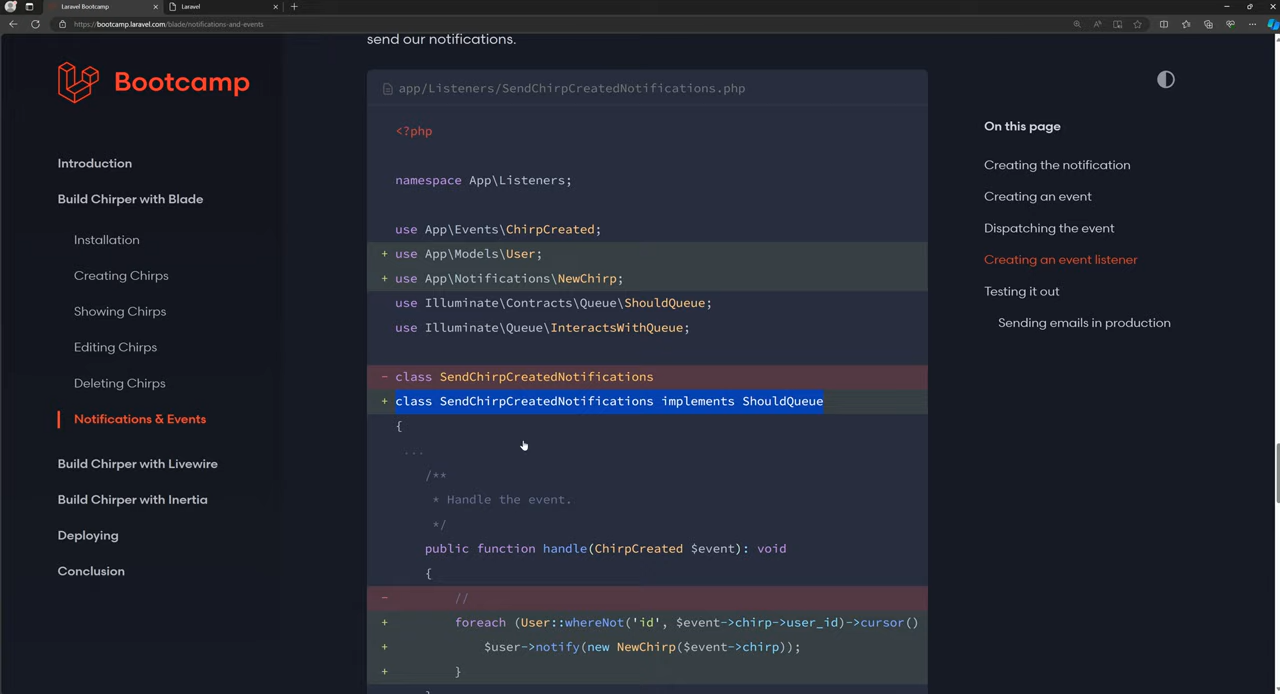 Laravel Bootcamp
Laravel
https://bootcamp.laravel.com/blade/notifications-and-events
Bootcamp
Introduction
Build Chirper with Blade
Installation
Creating Chirps
Showing Chirps
Editing Chirps
Deleting Chirps
Notifications & Events
Build Chirper with Livewire
Build Chirper with Inertia
Deploying
Conclusion
send our notifications.
app/Listeners/SendChirpCreatedNotifications.php
<?php
namespace App\Listeners;
use App\Events\ChirpCreated;
+ use App\Models\User;
+ use App\Notifications\NewChirp;
use Illuminate\Contracts\Queue\ShouldQueue;
use Illuminate\Queue\InteractsWithQueue;
- class SendChirpCreatedNotifications
+ class SendChirpCreatedNotifications implements ShouldQueue
{
...
/**
* Handle the event.
*/
public function handle(ChirpCreated $event): void
{
- //
+ foreach (User::whereNot('id', $event->chirp->user_id)->cursor()
+ $user->notify(new NewChirp($event->chirp));
+ }
On this page
Creating the notification
Creating an event
Dispatching the event
Creating an event listener
Testing it out
Sending emails in production